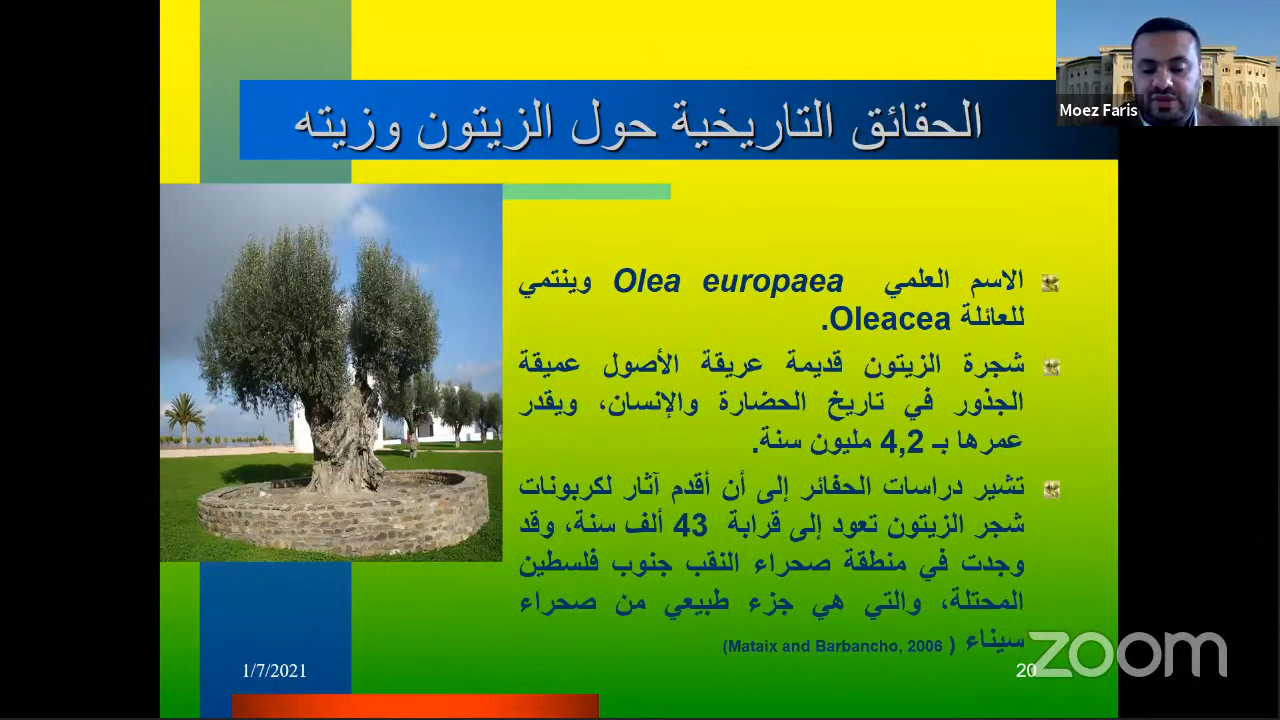 الحقائق التاريخية حول الزيتون وزيته
Moez Faris
الاسم العلمي Olea europaea وينتمي
للعائلة Oleacea.
شجرة الزيتون قديمة عريقة الأصول عميقة
الجذور في تاريخ الحضارة والإنسان، ويقدر
عمرها بـ 4,2 مليون سنة.
تشير دراسات الحفائر إلى أن أقدم آثار لكربونات
شجر الزيتون تعود إلى قرابة 43 ألف سنة، وقد
وجدت في منطقة صحراء النقب جنوب فلسطين
المحتلة، والتي هي جزء طبيعي من صحراء
سيناء ( Mataix and Barbancho, 2006)
1/7/2021
20
zoom